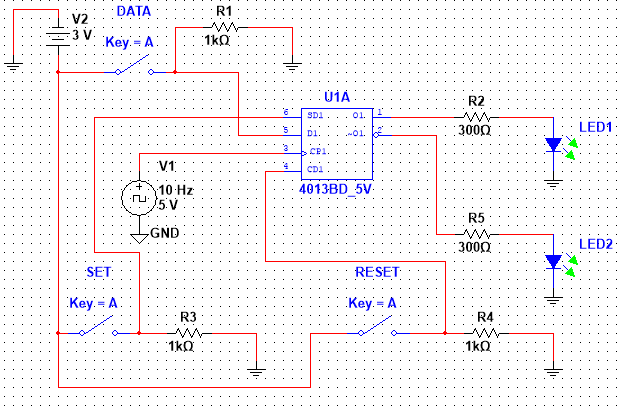 DATA
V2
3 V
Key = A
R1
1kΩ
U1A
6 SD1 O1 1
5 D1 ~O1 2
3 CP1
4 CD1
4013BD_5V
R2
300Ω
LED1
V1
10 Hz
5 V
GND
R5
300Ω
LED2
SET
Key = A
R3
1kΩ
RESET
Key = A
R4
1kΩ